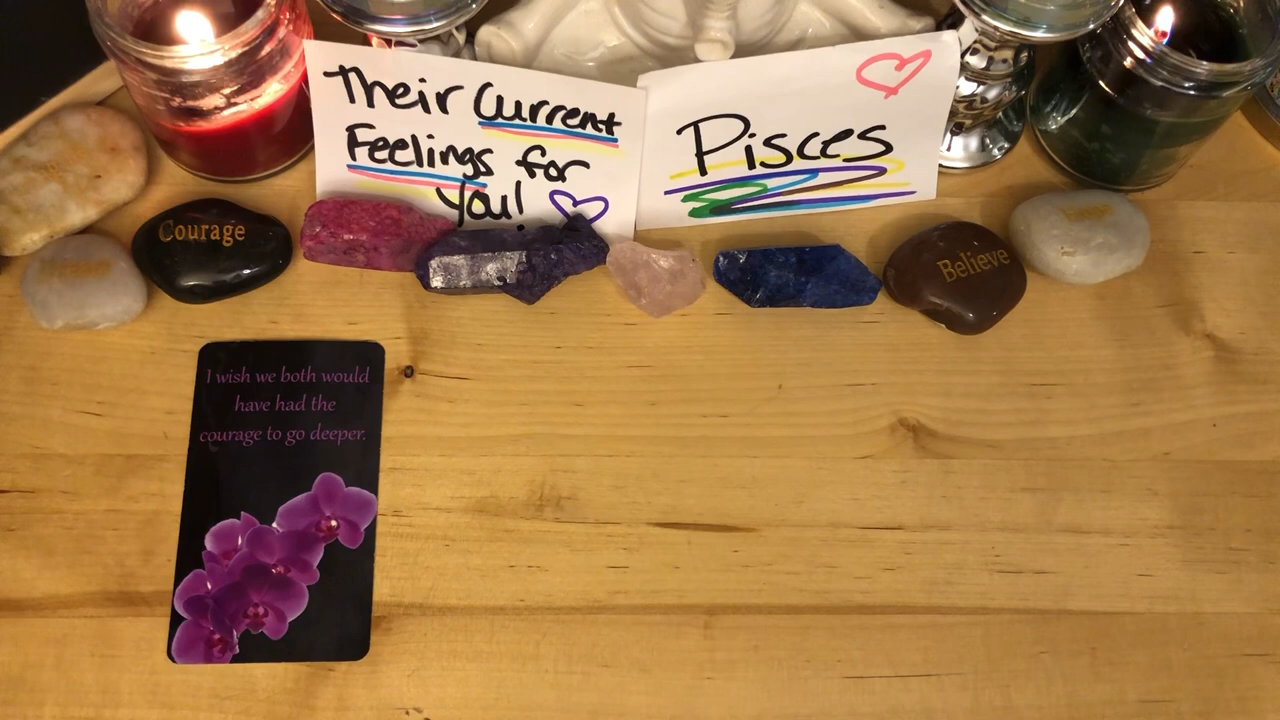 Their Current
Feelings for
You!
Pisces
Courage
Believe
I wish we both would
have had the
courage to go deeper.